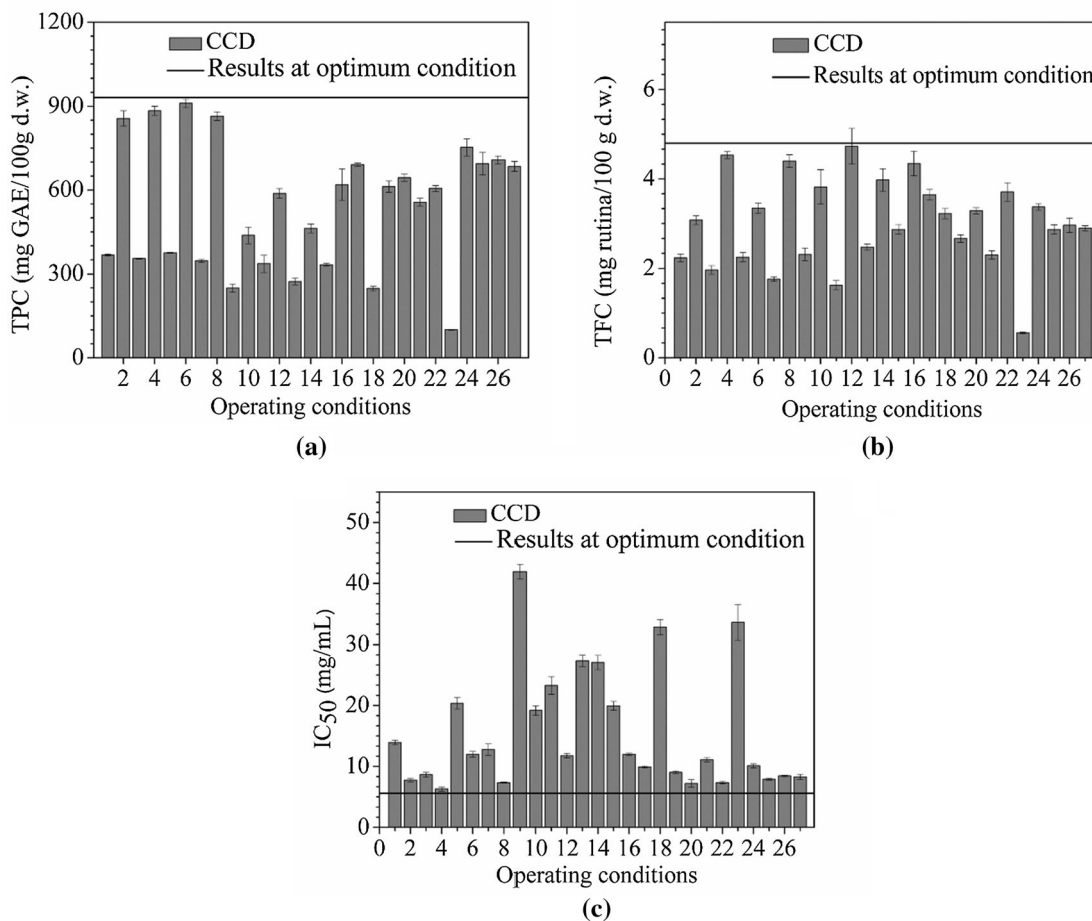 1200
900
600
300
0
TPC (mg GAE/100g d.w.)
CCD
Results at optimum condition
2 4 6 8 10 12 14 16 18 20 22 24 26
Operating conditions
(a)
6
4
2
0
TFC (mg rutina/100 g d.w.)
CCD
Results at optimum condition
0 2 4 6 8 10 12 14 16 18 20 22 24 26
Operating conditions
(b)
50
40
30
20
10
0
IC50 (mg/mL)
CCD
Results at optimum condition
0 2 4 6 8 10 12 14 16 18 20 22 24 26
Operating conditions
(c)